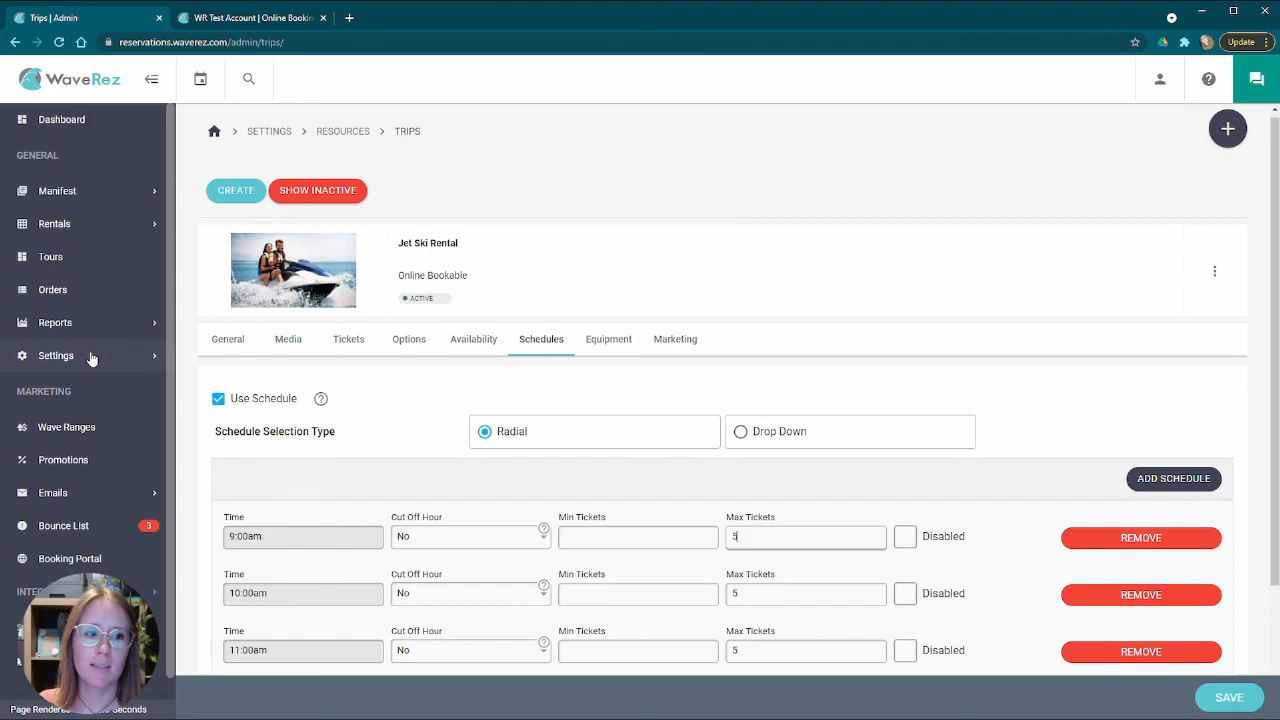 Trips | Admin
WR Test Account | Online Bookin
reservations.waverez.com/admin/trips/
Update
WaveRez
Dashboard
GENERAL
Manifest
Rentals
Tours
Orders
Reports
Settings
MARKETING
Wave Ranges
Promotions
Emails
Bounce List 3
Booking Portal
Page Rendere
Seconds
SETTINGS > RESOURCES > TRIPS
CREATE SHOW INACTIVE
Jet Ski Rental
Online Bookable
ACTIVE
General Media Tickets Options Availability Schedules Equipment Marketing
Use Schedule
Schedule Selection Type Radial Drop Down
ADD SCHEDULE
Time Cut Off Hour Min Tickets Max Tickets
9:00am No 5 Disabled REMOVE
Time Cut Off Hour Min Tickets Max Tickets
10:00am No 5 Disabled REMOVE
Time Cut Off Hour Min Tickets Max Tickets
11:00am No 5 Disabled REMOVE
SAVE